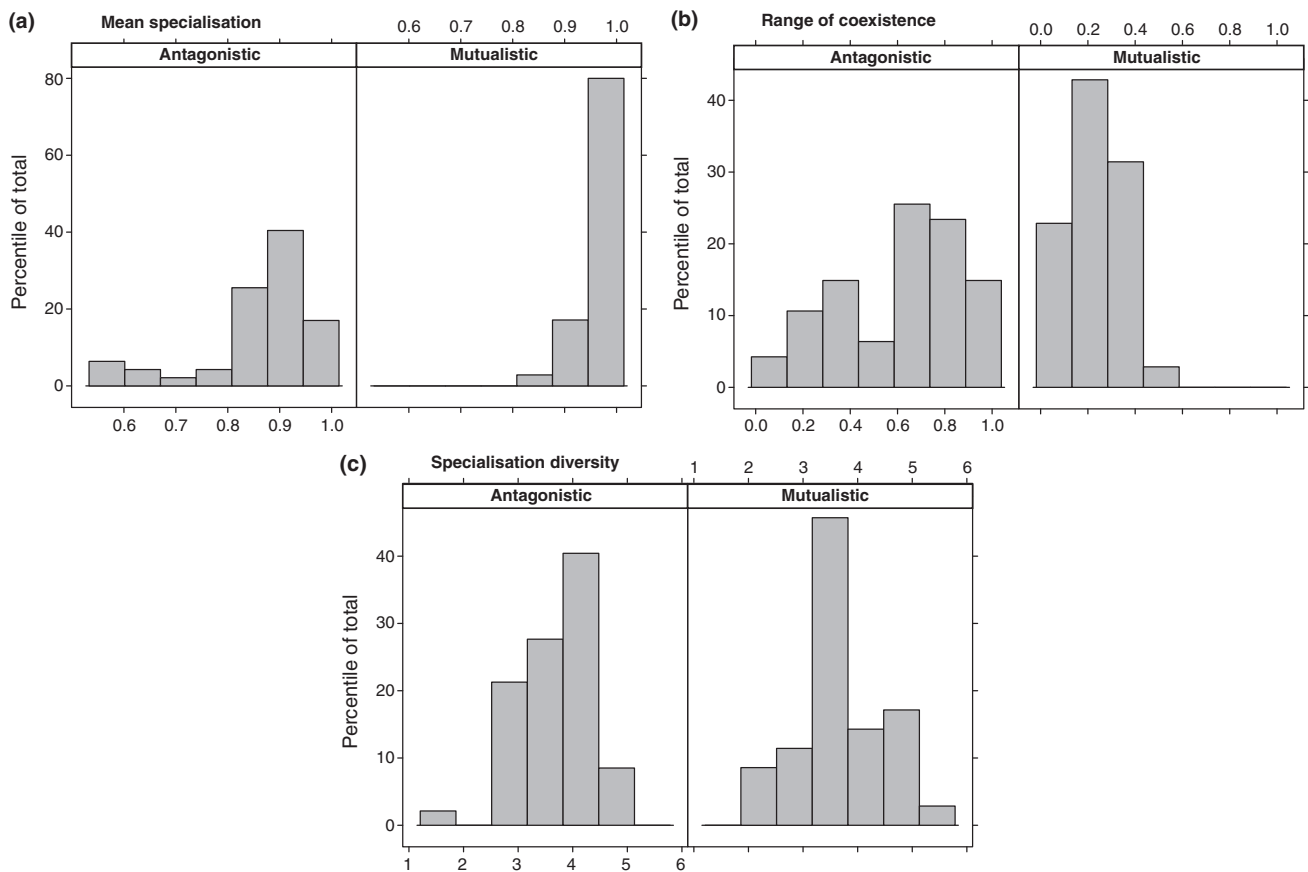 (a)
Mean specialisation
0.6 0.7 0.8 0.9 1.0
Antagonistic
Mutualistic
Percentile of total
80
60
40
20
0
0.6 0.7 0.8 0.9 1.0
(b)
Range of coexistence
0.0 0.2 0.4 0.6 0.8 1.0
Antagonistic
Mutualistic
Percentile of total
40
30
20
10
0
0.0 0.2 0.4 0.6 0.8 1.0
(c)
Specialisation diversity
1 2 3 4 5 6
Antagonistic
Mutualistic
Percentile of total
40
30
20
10
0
1 2 3 4 5 6